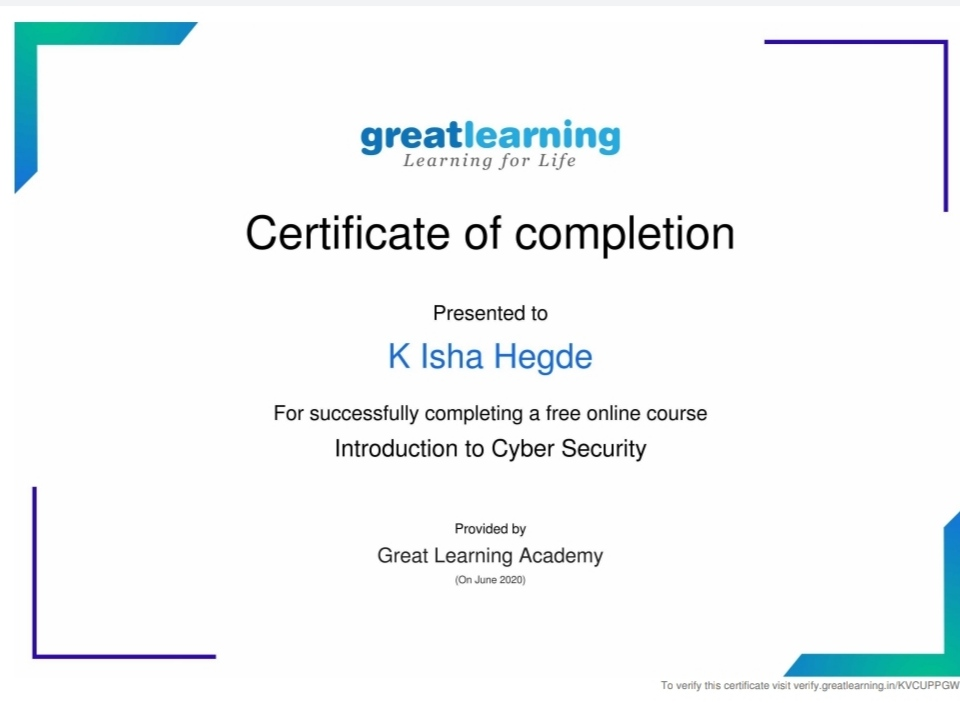 greatlearning
Learning for Life
Certificate of completion
Presented to
K Isha Hegde
For successfully completing a free online course
Introduction to Cyber Security
Provided by
Great Learning Academy
(On June 2020)
To verify this certificate visit verify.greatlearning.in/KVCUPPGW